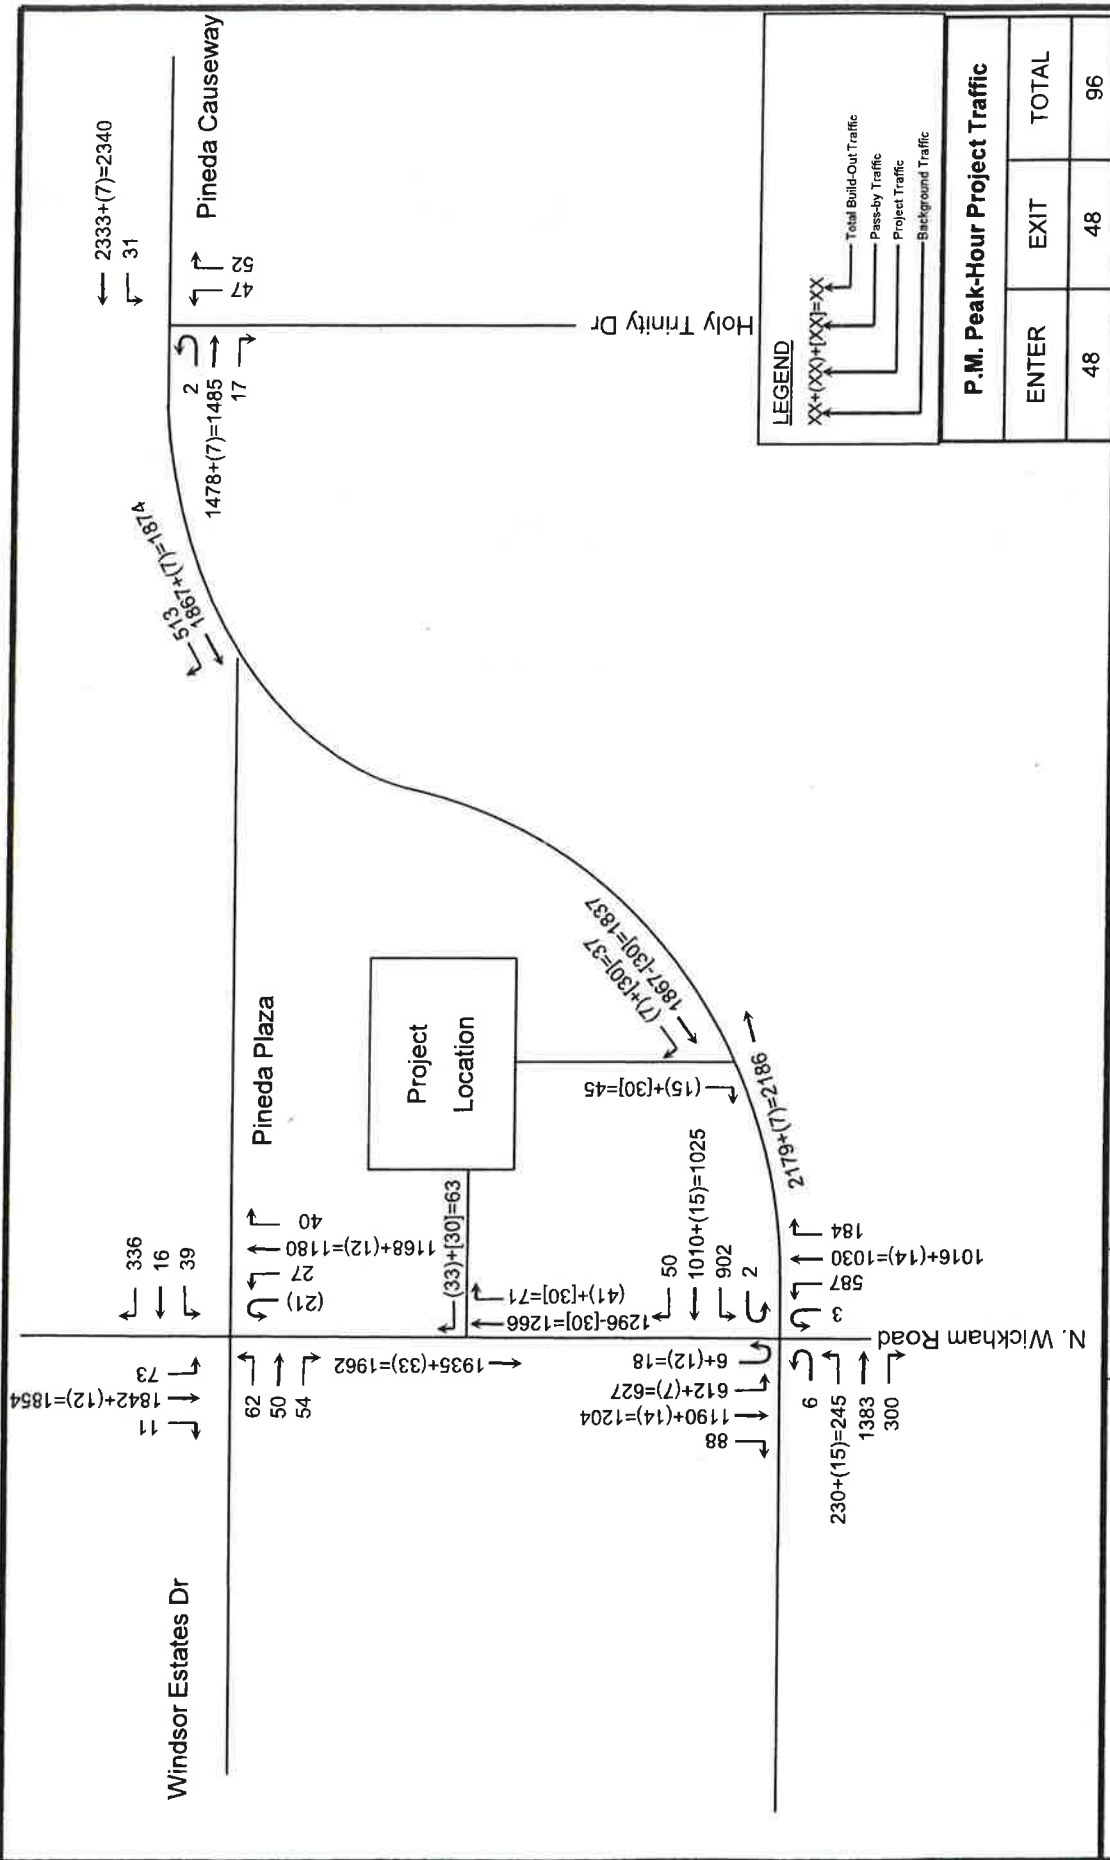 Windsor Estates Dr
11
1842+(12)=1854
73
336
16
39
2333+(7)=2340
31
Pineda Causeway
47
52
2
1478+(7)=1485
17
Holy Trinity Dr
513
1867+(7)=1874
62
50
54
(21)
27
1168+(12)=1180
40
Pineda Plaza
1935+(33)=1962
(33)+[30]=63
1296-[30]=1266
(41)+[30]=71
Project
Location
(7)+[30]=37
1867-[30]=1837
(15)+[30]=45
88
1190+(14)=1204
612+(7)=627
6+(12)=18
50
1010+(15)=1025
902
2
2179+(7)=2186
6
230+(15)=245
1383
300
3
587
1016+(14)=1030
184
N. Wickham Road
LEGEND
XX+(XX)+[XX]=XX
Total Build-Out Traffic
Pass-by Traffic
Project Traffic
Background Traffic
P.M. Peak-Hour Project Traffic
ENTER EXIT TOTAL
48 48 96